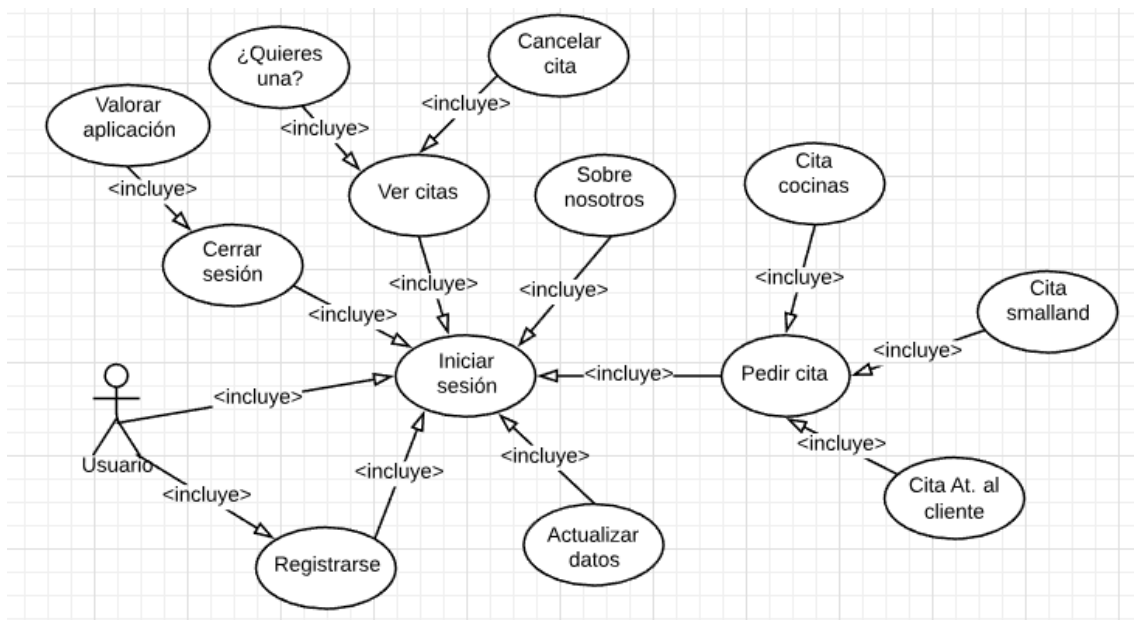 ¿Quieres
una?
Cancelar
cita
Valorar
aplicación
<incluye>
<incluye>
<incluye>
Ver citas
Sobre
nosotros
Cita
cocinas
Cerrar
sesión
<incluye>
<incluye>
<incluye>
<incluye>
Cita
smalland
Iniciar
sesión
<incluye>
Pedir cita
<incluye>
<incluye>
Usuario
<incluye>
<incluye>
<incluye>
<incluye>
Cita At. al
cliente
Registrarse
Actualizar
datos